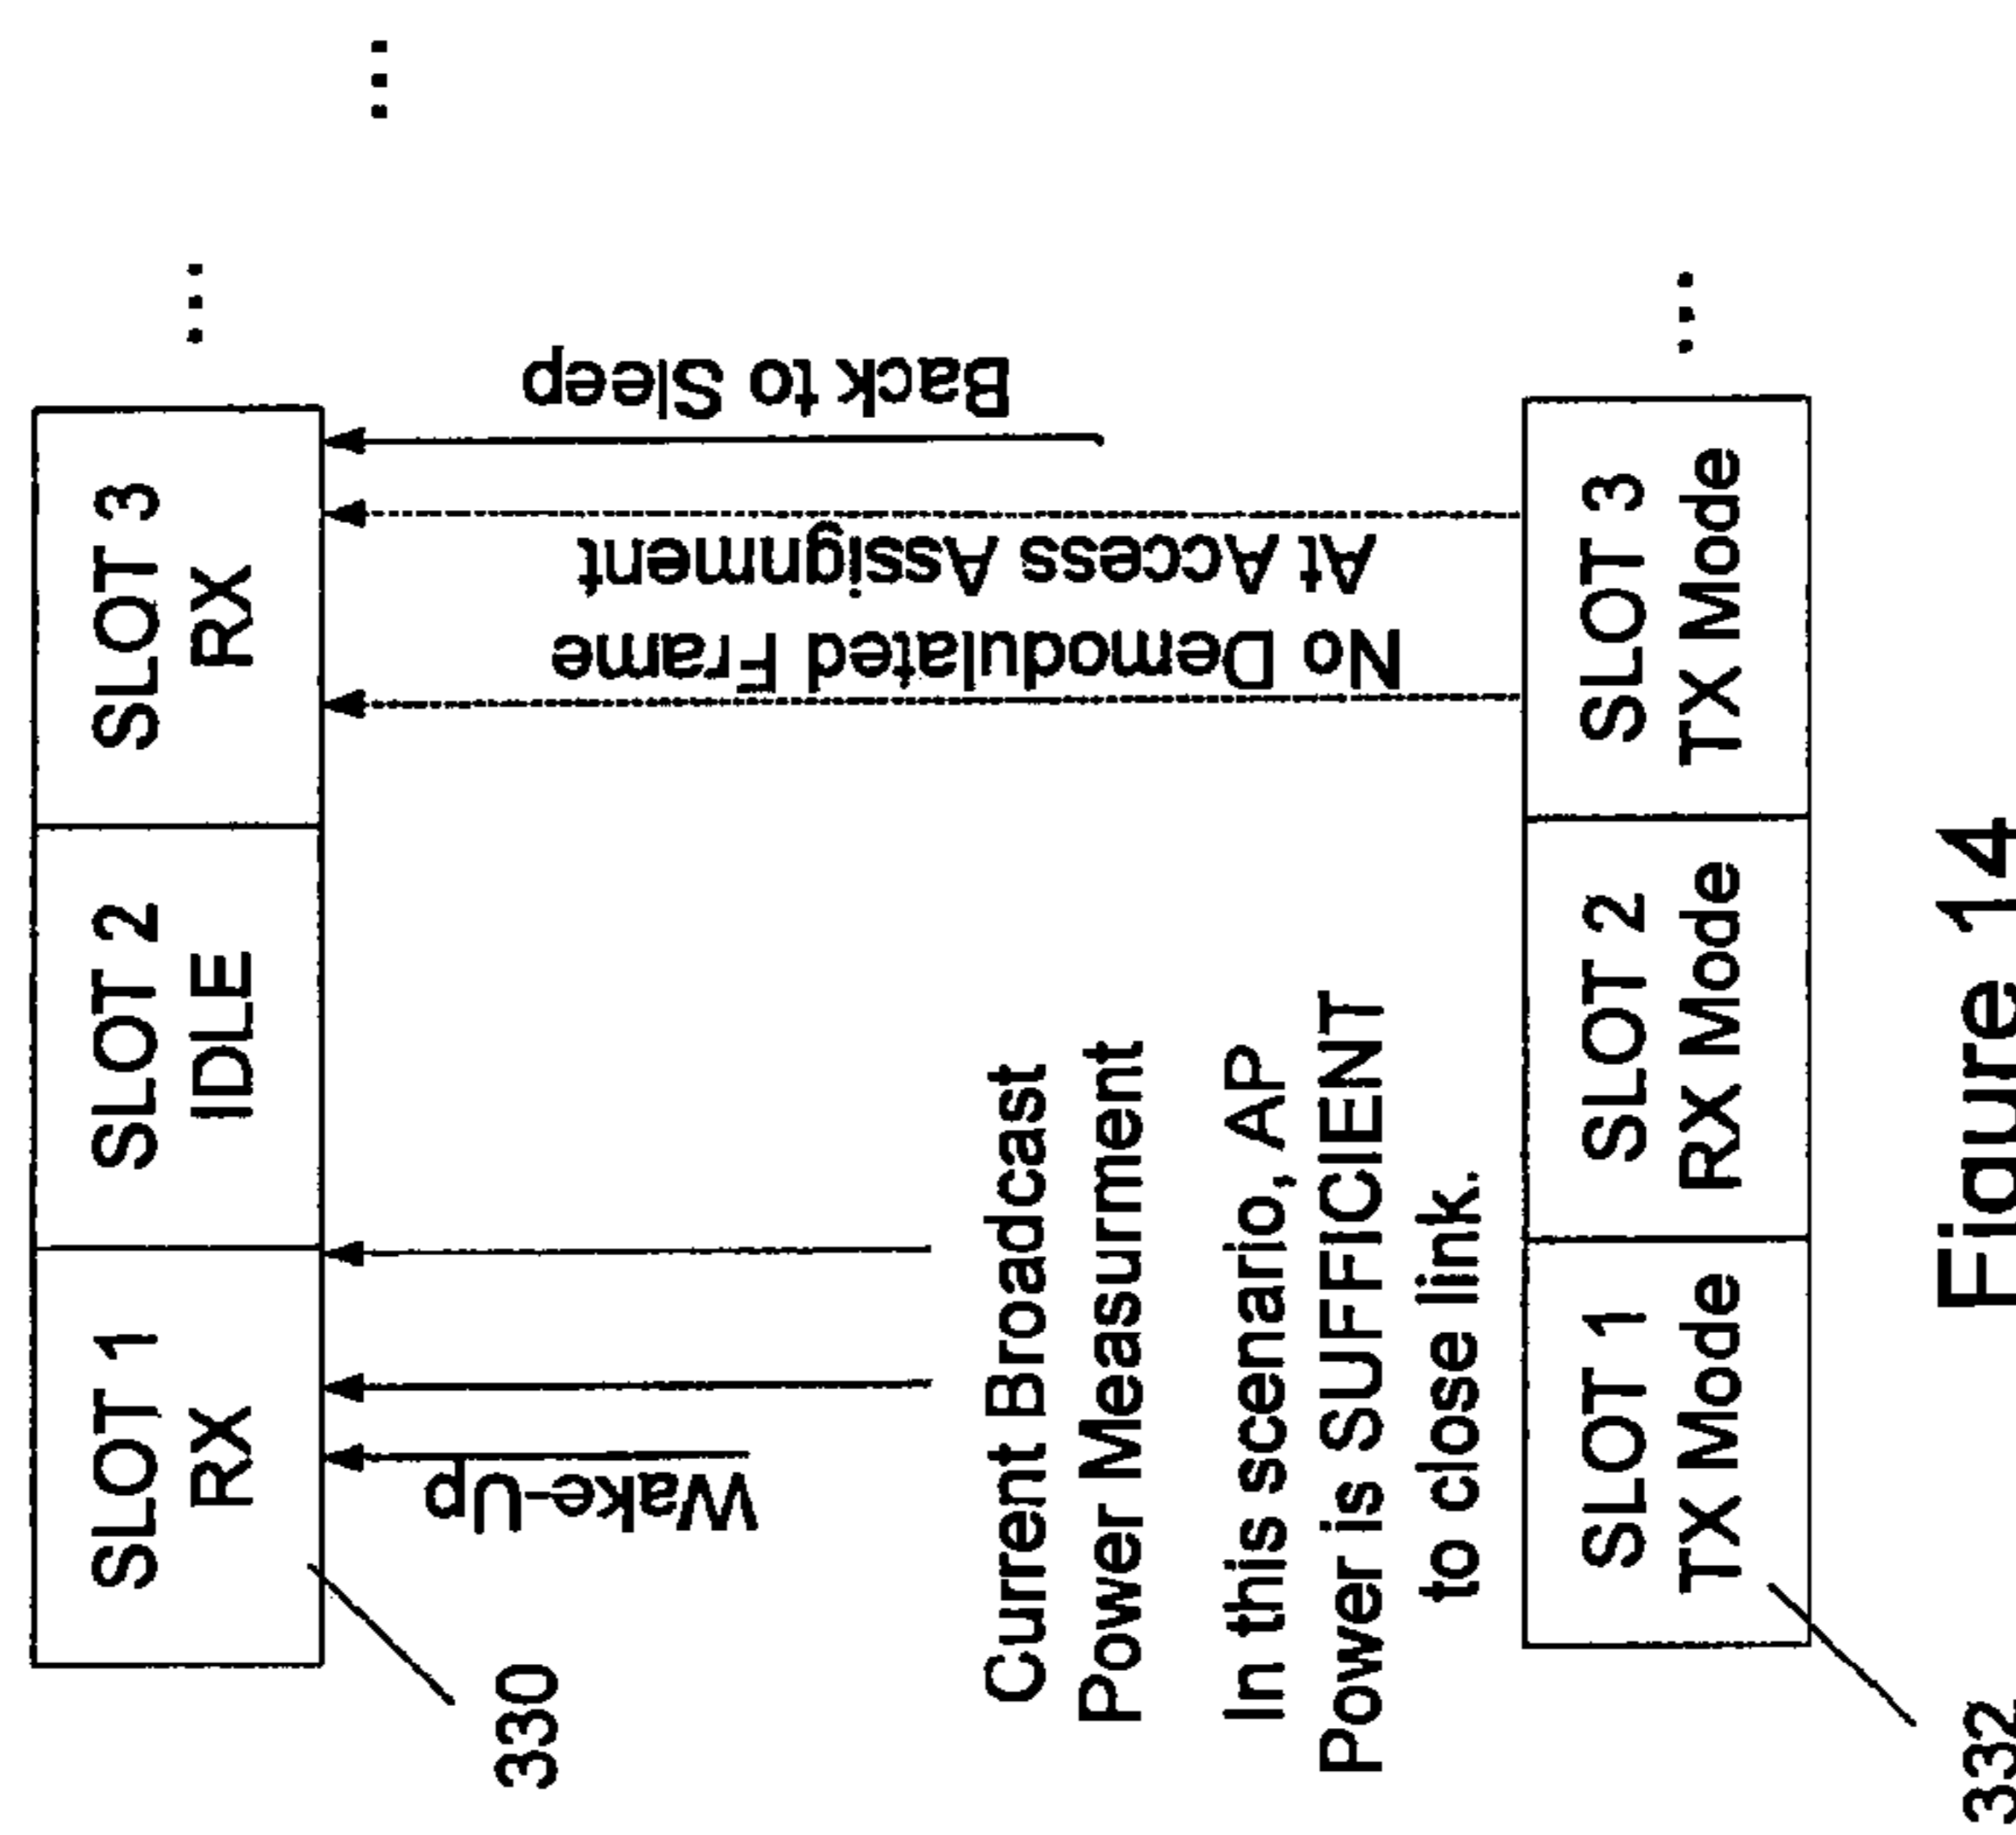 SLOT 1
RX
SLOT 2
IDLE
SLOT 3
RX
...
...
330
Wake-Up
Current Broadcast
Power Measurment
In this scenario, AP
Power is SUFFICIENT
to close link.
No Demodulated Frame
At Access Assignment
Back to Sleep
SLOT 1
TX Mode
SLOT 2
RX Mode
SLOT 3
TX Mode
...
332
Figure 14